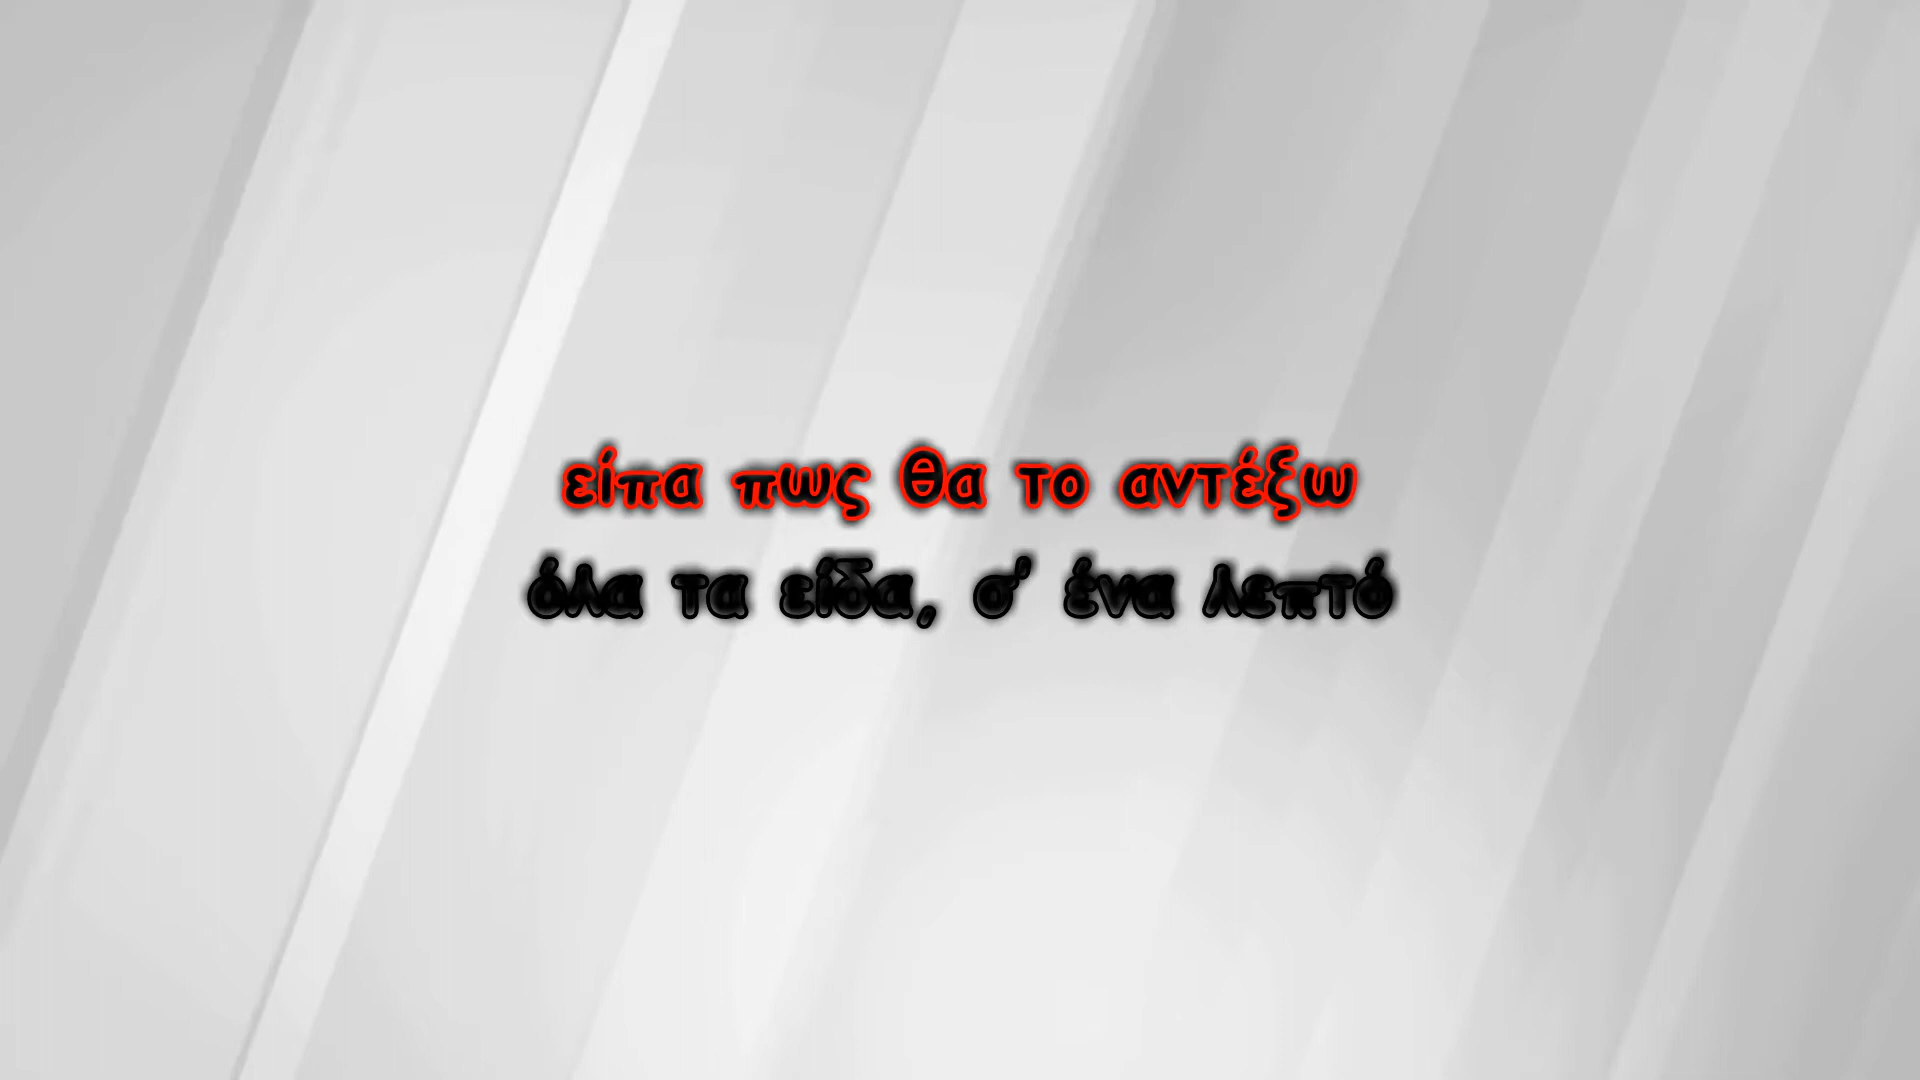 είπα πως θα το αντέξω
όλα τα είδα, σ' ένα λεπτό